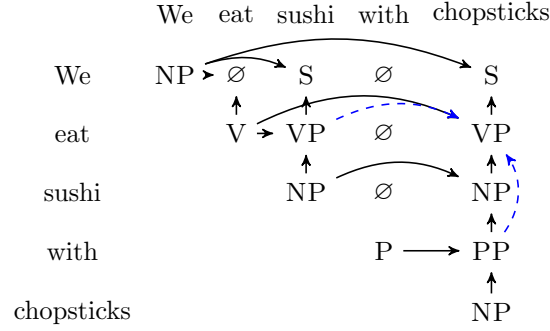 We eat sushi with chopsticks
We NP ∅ S ∅ S
eat V VP ∅ VP
sushi NP ∅ NP
with P PP
chopsticks NP